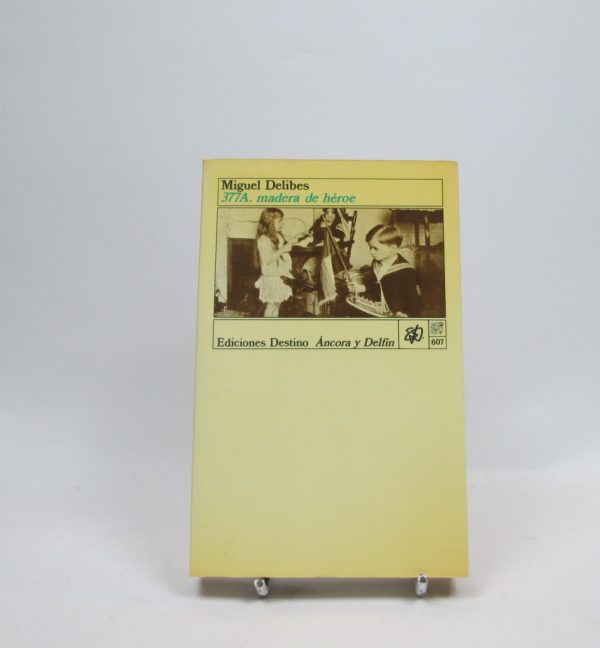 Miguel Delibes
377A, madera de héroe
Ediciones Destino Áncora y Delfín
607